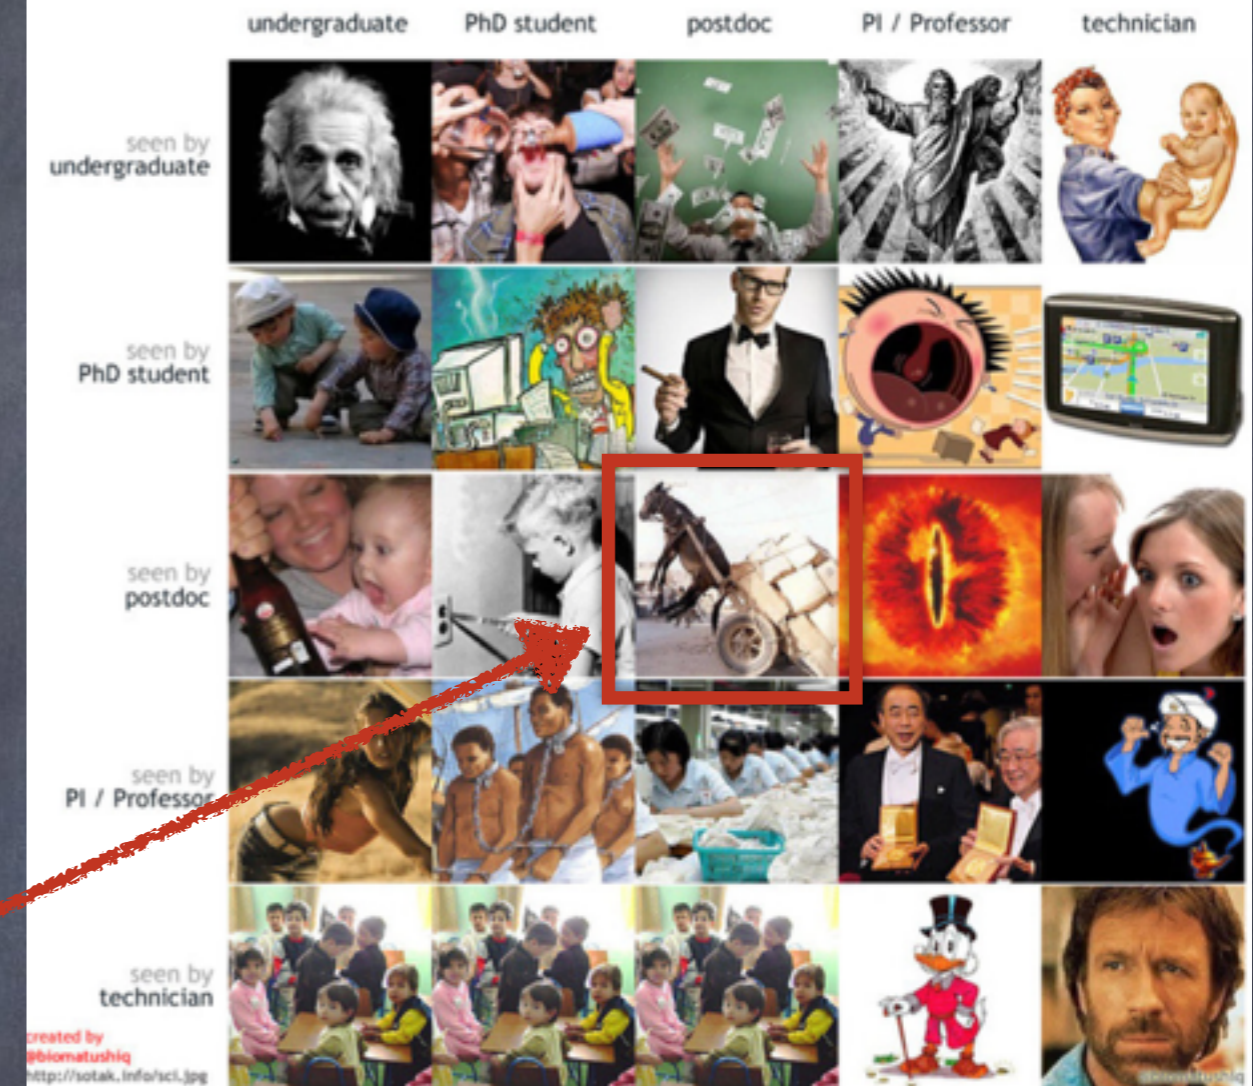 undergraduate PhD student postdoc PI / Professor technician
seen by
undergraduate
seen by
PhD student
seen by
postdoc
seen by
PI / Professor
seen by
technician
created by
@biomatushiq
http://sotak.info/sci.jpg
@biomatushiq